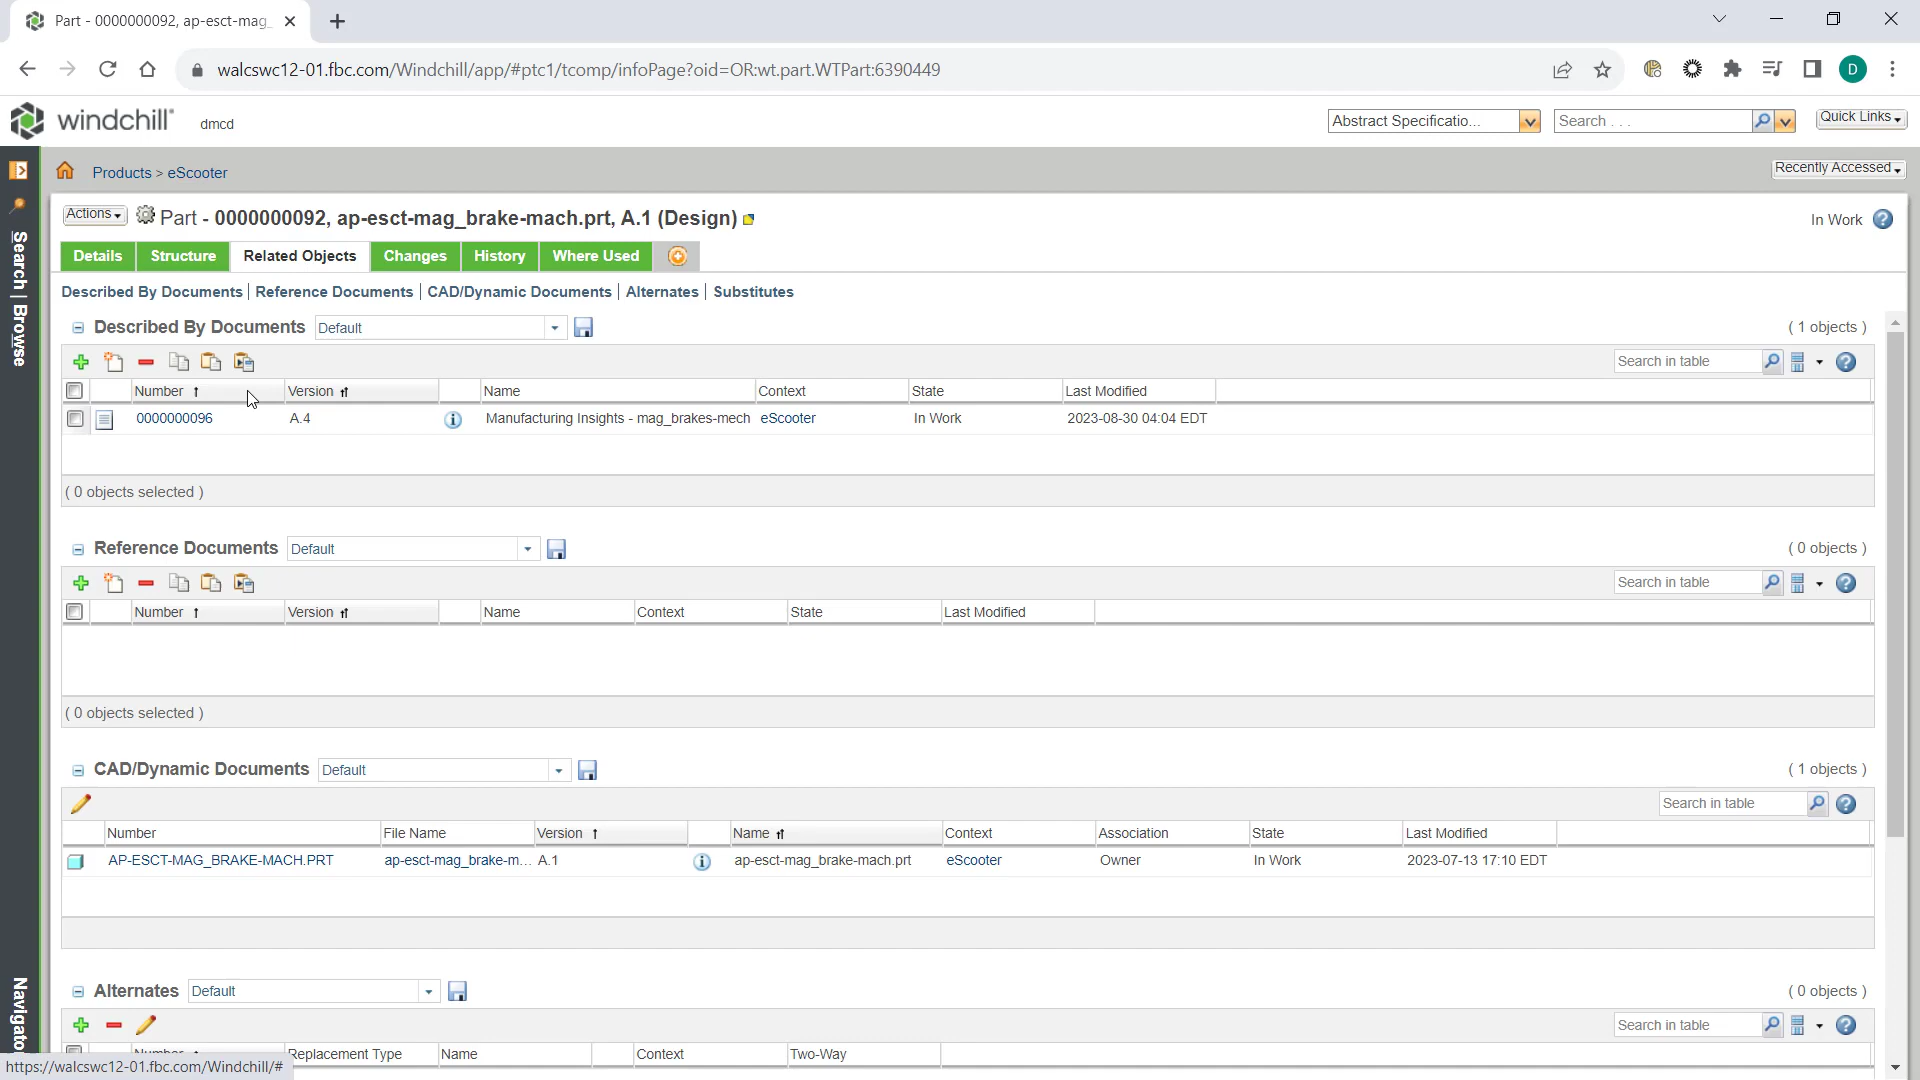 Part - 0000000092, ap-esct-mag_
walcswc12-01.fbc.com/Windchill/app/#ptc1/tcomp/infoPage?oid=OR:wt.part.WTPart:6390449
D
windchill dmcd
Abstract Specificatio...
Search . . .
Quick Links
Products > eScooter
Recently Accessed
Search | Browse
Navigator
Actions
Part - 0000000092, ap-esct-mag_brake-mach.prt, A.1 (Design)
In Work
Details Structure Related Objects Changes History Where Used
Described By Documents | Reference Documents | CAD/Dynamic Documents | Alternates | Substitutes
Described By Documents Default ( 1 objects )
Search in table
Number Version Name Context State Last Modified
0000000096 A.4 Manufacturing Insights - mag_brakes-mech eScooter In Work 2023-08-30 04:04 EDT
( 0 objects selected )
Reference Documents Default ( 0 objects )
Search in table
Number Version Name Context State Last Modified
( 0 objects selected )
CAD/Dynamic Documents Default ( 1 objects )
Search in table
Number File Name Version Name Context Association State Last Modified
AP-ESCT-MAG_BRAKE-MACH.PRT ap-esct-mag_brake-m... A.1 ap-esct-mag_brake-mach.prt eScooter Owner In Work 2023-07-13 17:10 EDT
Alternates Default ( 0 objects )
Search in table
Number Replacement Type Name Context Two-Way
https://walcswc12-01.fbc.com/Windchill/#